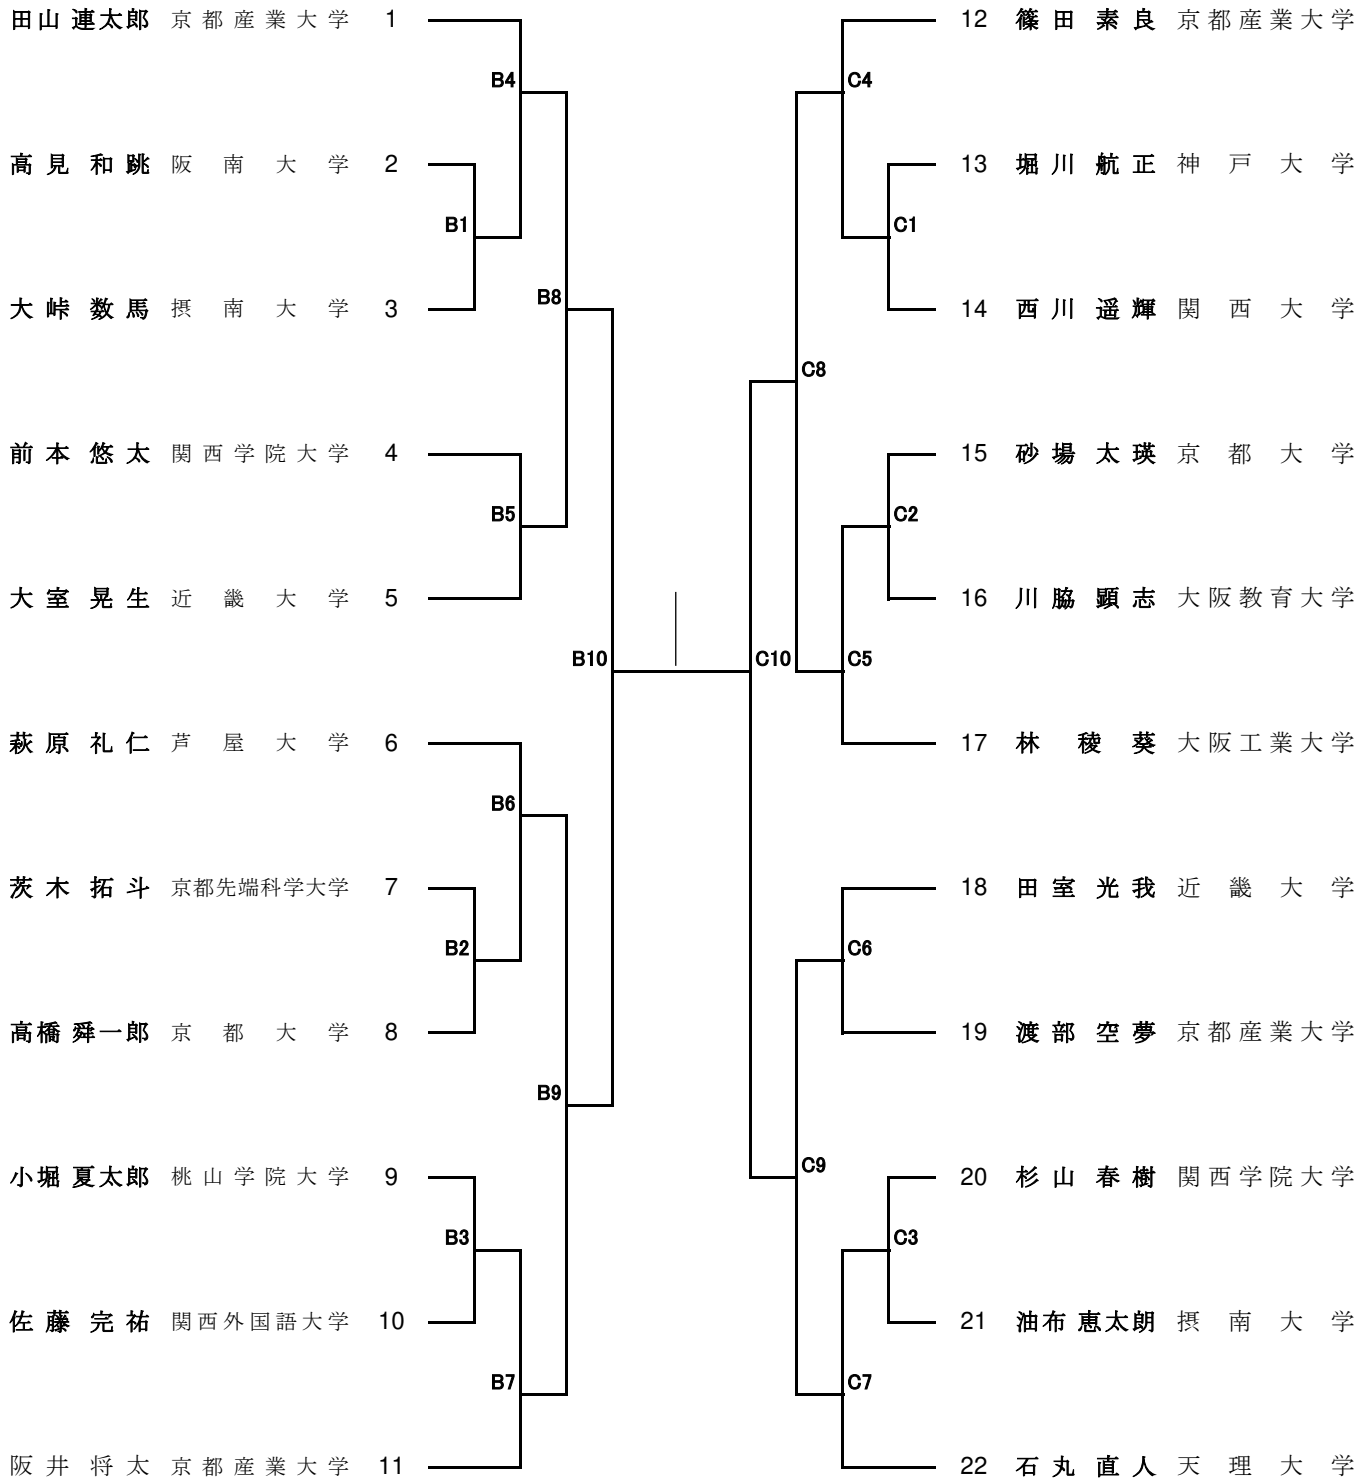 田山 連太郎 京都産業大学 1
12 篠田 素良 京都産業大学
B4
C4
高見 和跳 阪南大学 2
13 堀川 航正 神戸大学
B1
C1
大峠 数馬 摂南大学 3
14 西川 遥輝 関西大学
B8
C8
前本 悠太 関西学院大学 4
15 砂場 太瑛 京都大学
B5
C2
大室 晃生 近畿大学 5
16 川脇 顕志 大阪教育大学
B10
C10
C5
萩原 礼仁 芦屋大学 6
17 林 稜葵 大阪工業大学
B6
茨木 拓斗 京都先端科学大学 7
18 田室 光我 近畿大学
B2
C6
高橋 舜一郎 京都大学 8
19 渡部 空夢 京都産業大学
B9
C9
小堀 夏太郎 桃山学院大学 9
20 杉山 春樹 関西学院大学
B3
C3
佐藤 完祐 関西外国語大学 10
21 油布 恵太朗 摂南大学
B7
C7
阪井 将太 京都産業大学 11
22 石丸 直人 天理大学